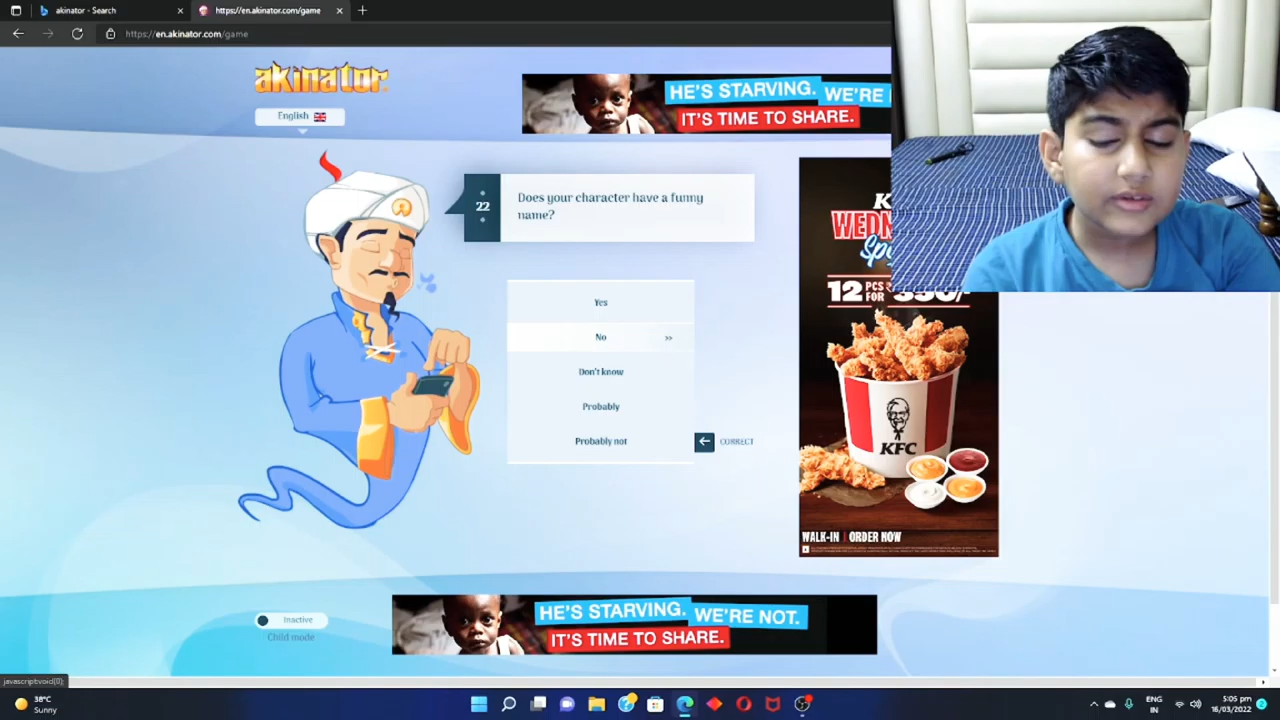 akinator - Search
https://en.akinator.com/game
https://en.akinator.com/game
akinator
English
HE'S STARVING. WE'RE
IT'S TIME TO SHARE.
22
Does your character have a funny
name?
Yes
No
Don't know
Probably
Probably not
CORRECT
12 PCS
FOR
KFC
WALK-IN | ORDER NOW
HE'S STARVING. WE'RE NOT.
IT'S TIME TO SHARE.
Inactive
Child mode
javascript:void(0);
38°C
Sunny
ENG
IN
5:05 pm
16/03/2022
2